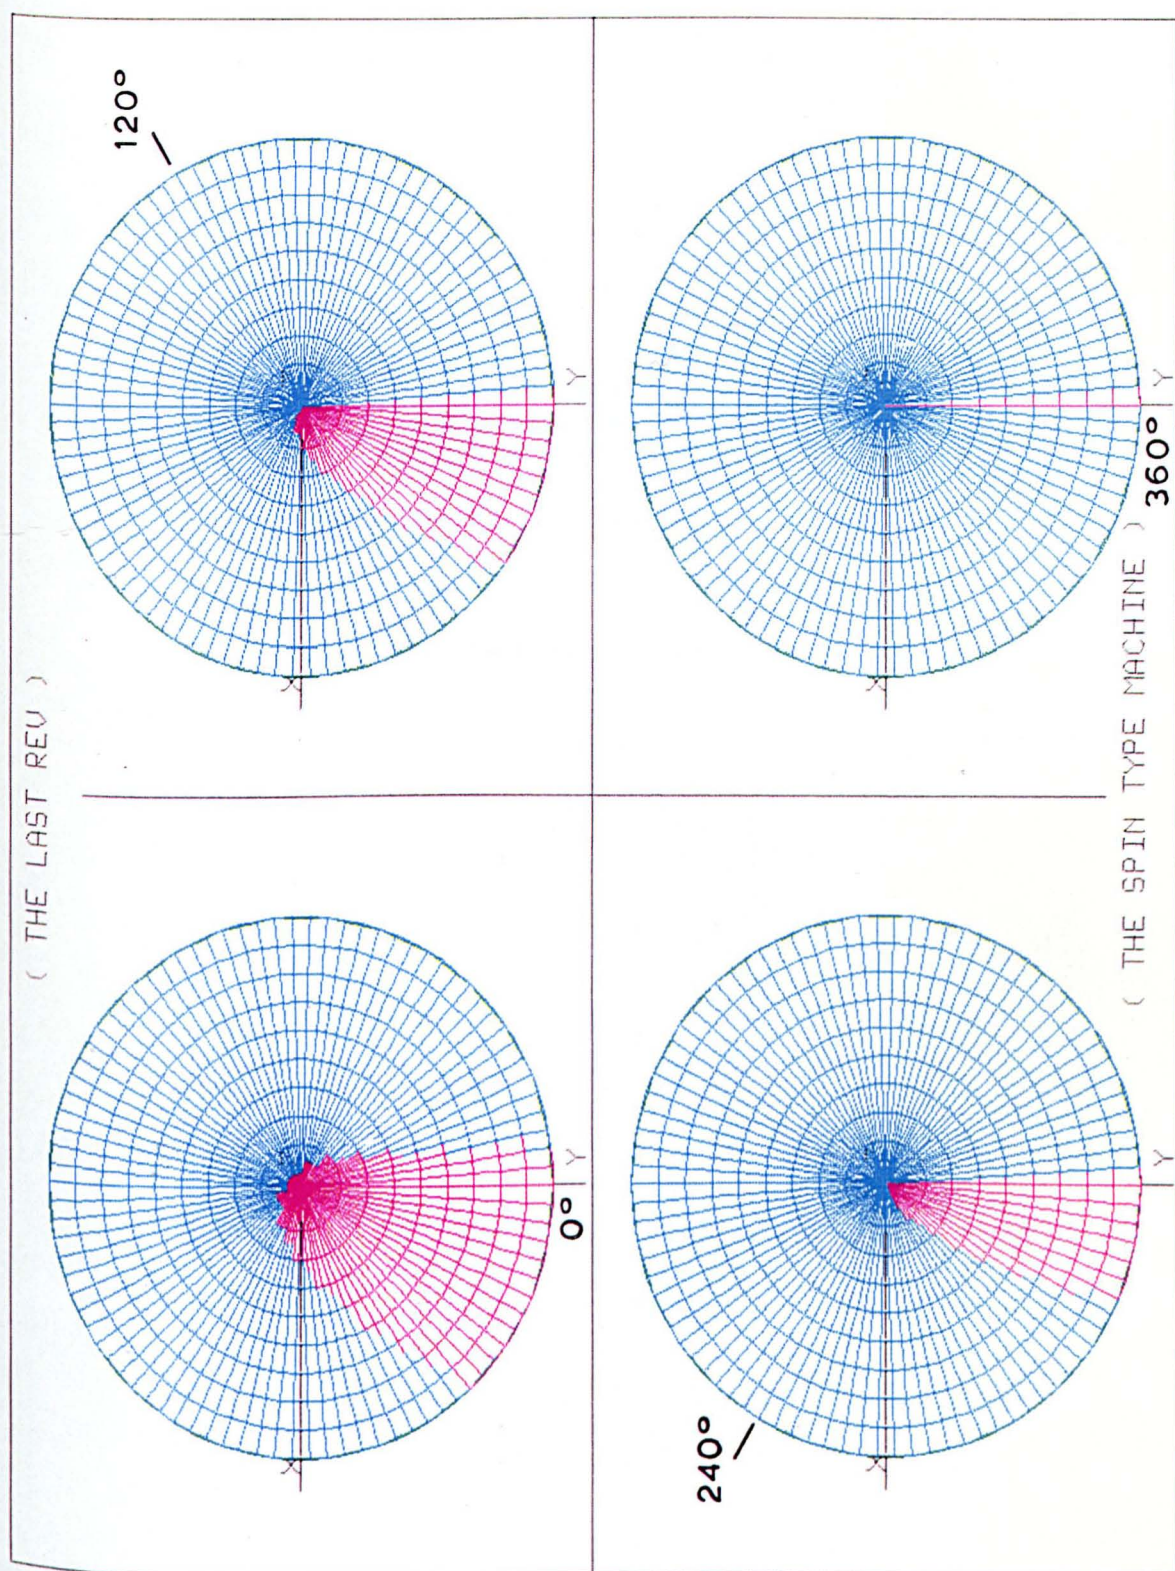 ( THE LAST REV )
0°
Y
X
120°
Y
X
240°
Y
X
360°
Y
X
( THE SPIN TYPE MACHINE )